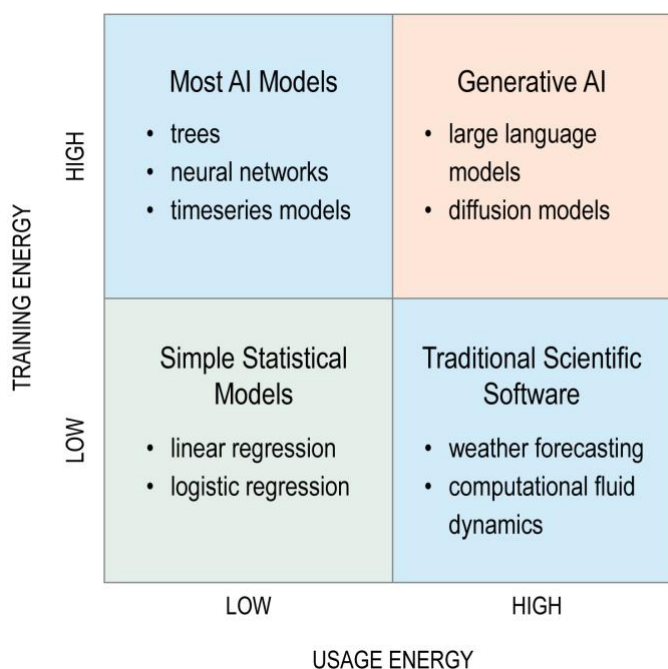 Most AI Models
• trees
• neural networks
• timeseries models
Generative AI
• large language
models
• diffusion models
Simple Statistical
Models
• linear regression
• logistic regression
Traditional Scientific
Software
• weather forecasting
• computational fluid
dynamics
TRAINING ENERGY
HIGH
LOW
LOW
HIGH
USAGE ENERGY